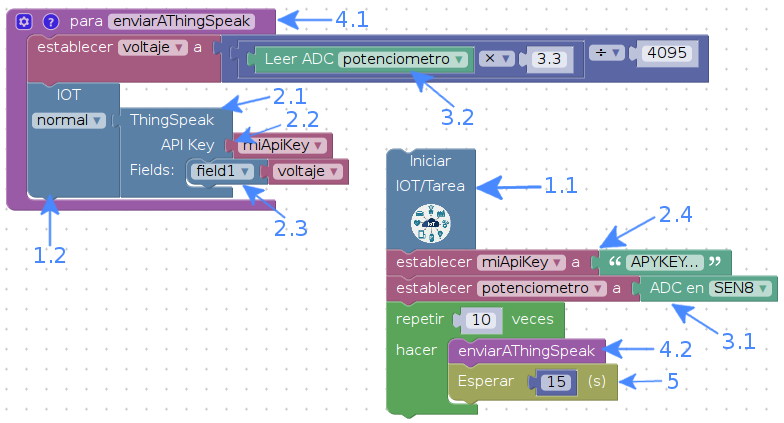 para enviarAThingSpeak
4.1
establecer voltaje a Leer ADC potenciometro × 3.3 ÷ 4095
3.2
IOT
normal
2.1
ThingSpeak
2.2
API Key miApiKey
Fields: field1 voltaje
2.3
1.2
Iniciar
IOT/Tarea
1.1
IoT
2.4
establecer miApiKey a “ APYKEY... ”
establecer potenciometro a ADC en SEN8
3.1
repetir 10 veces
hacer enviarAThingSpeak
4.2
Esperar 15 (s)
5